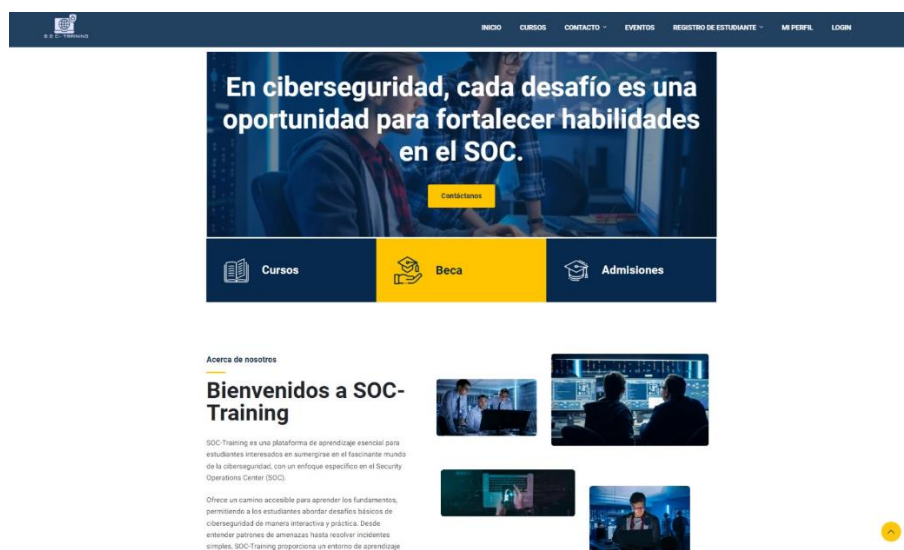 SOC- TRAINING
INICIO CURSOS CONTACTO EVENTOS REGISTRO DE ESTUDIANTE MI PERFIL LOGIN
En ciberseguridad, cada desafío es una
oportunidad para fortalecer habilidades
en el SOC.
Contáctanos
Cursos
Beca
Admisiones
Acerca de nosotros
Bienvenidos a SOC-
Training
SOC-Training es una plataforma de aprendizaje esencial para
estudiantes interesados en sumergirse en el fascinante mundo
de la ciberseguridad, con un enfoque específico en el Security
Operations Center (SOC).
Ofrece un camino accesible para aprender los fundamentos,
permitiendo a los estudiantes abordar desafíos básicos de
ciberseguridad de manera interactiva y práctica. Desde
entender patrones de amenazas hasta resolver incidentes
simples, SOC-Training proporciona un entorno de aprendizaje